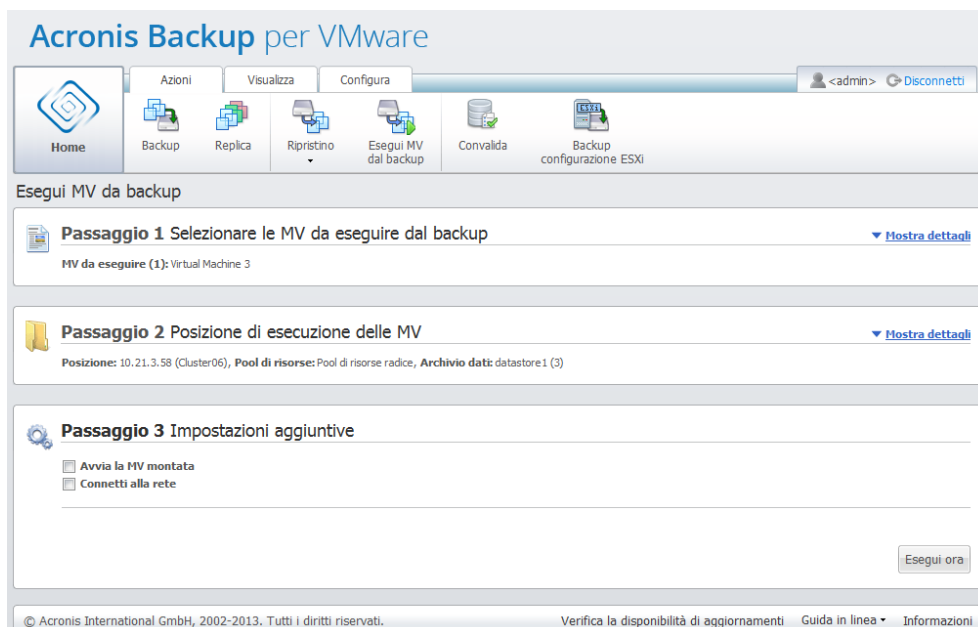 Acronis Backup per VMware
Azioni Visualizza Configura
<admin> Disconnetti
Home
Backup
Replica
Ripristino
Esegui MV
dal backup
Convalida
ESXi
Backup
configurazione ESXi
Esegui MV da backup
Passaggio 1 Selezionare le MV da eseguire dal backup
Mostra dettagli
MV da eseguire (1): Virtual Machine 3
Passaggio 2 Posizione di esecuzione delle MV
Mostra dettagli
Posizione: 10.21.3.58 (Cluster06), Pool di risorse: Pool di risorse radice, Archivio dati: datastore1 (3)
Passaggio 3 Impostazioni aggiuntive
Avvia la MV montata
Connetti alla rete
Esegui ora
© Acronis International GmbH, 2002-2013. Tutti i diritti riservati.
Verifica la disponibilità di aggiornamenti Guida in linea Informazioni